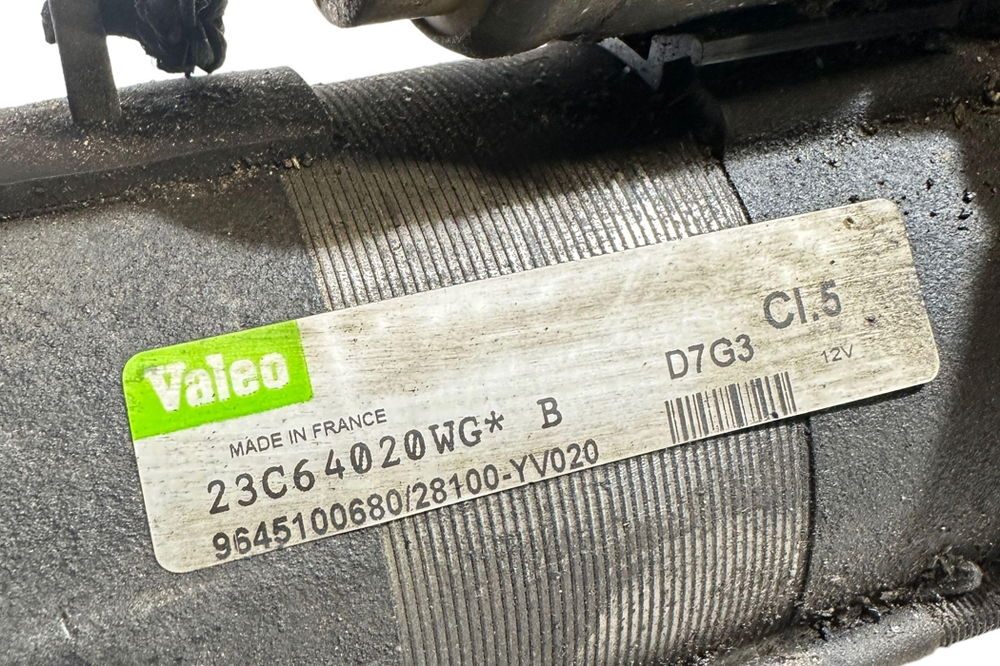 Valeo
MADE IN FRANCE
23C64020WG* B
9645100680/28100-YV020
D7G3
Cl.5
12V